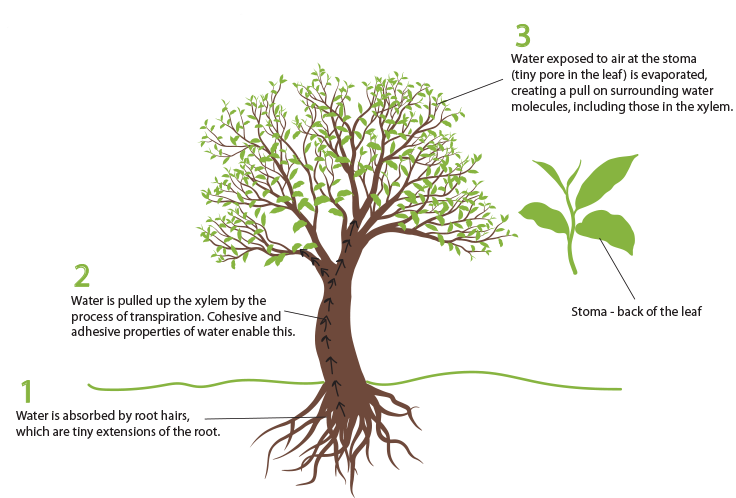 3
Water exposed to air at the stoma
(tiny pore in the leaf) is evaporated,
creating a pull on surrounding water
molecules, including those in the xylem.
2
Water is pulled up the xylem by the
process of transpiration. Cohesive and
adhesive properties of water enable this.
Stoma - back of the leaf
1
Water is absorbed by root hairs,
which are tiny extensions of the root.